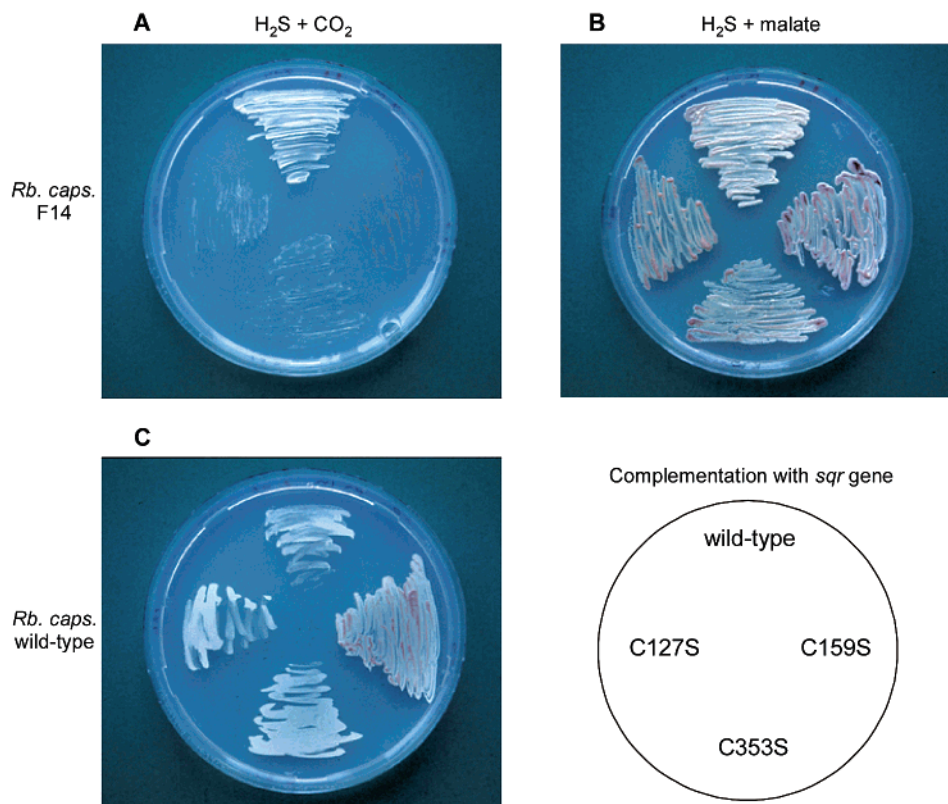 A
H₂S + CO₂
B
H₂S + malate
Rb. caps.
F14
C
Rb. caps.
wild-type
Complementation with sqr gene
wild-type
C127S
C159S
C353S